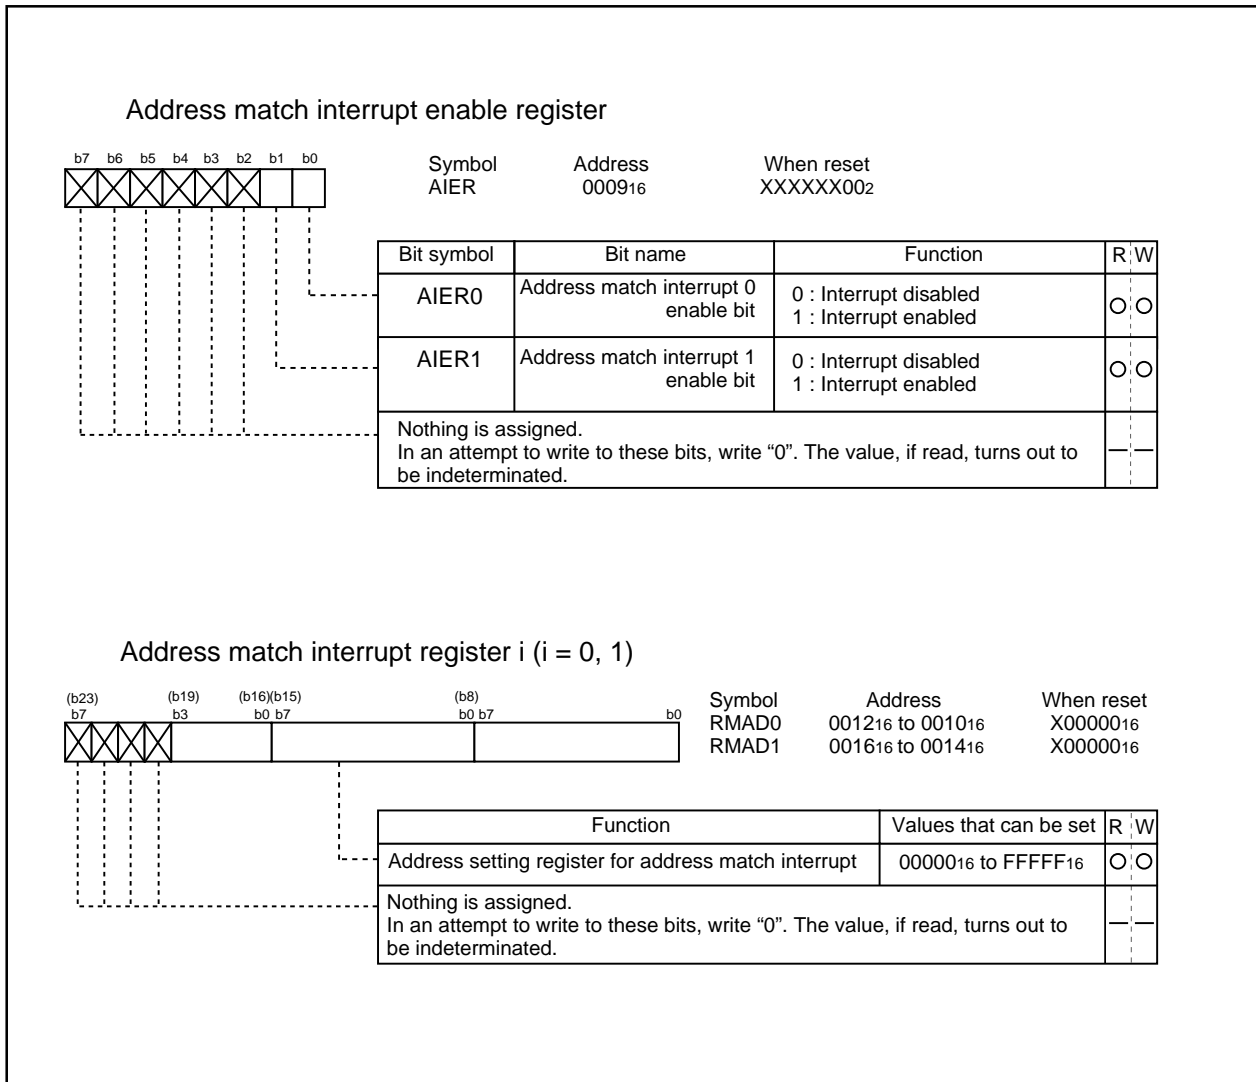 Address match interrupt enable register
b7 b6 b5 b4 b3 b2 b1 b0
Symbol Address When reset
AIER 000916 XXXXXX002
Bit symbol Bit name Function R W
AIER0 Address match interrupt 0 enable bit 0 : Interrupt disabled
1 : Interrupt enabled
AIER1 Address match interrupt 1 enable bit 0 : Interrupt disabled
1 : Interrupt enabled
Nothing is assigned.
In an attempt to write to these bits, write “0”. The value, if read, turns out to
be indeterminated.
Address match interrupt register i (i = 0, 1)
(b23) (b19) (b16)(b15) (b8)
b7 b3 b0 b7 b0 b7 b0
Symbol Address When reset
RMAD0 001216 to 001016 X0000016
RMAD1 001616 to 001416 X0000016
Function Values that can be set R W
Address setting register for address match interrupt 0000016 to FFFFF16
Nothing is assigned.
In an attempt to write to these bits, write “0”. The value, if read, turns out to
be indeterminated.